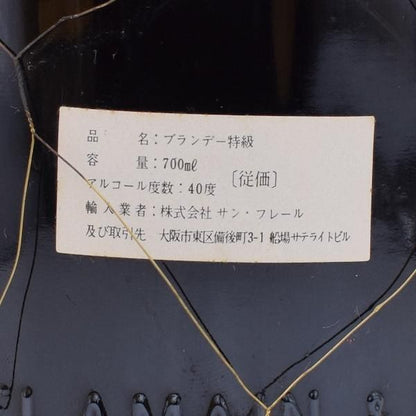 品 名：ブランデー特級
容 量：700mℓ
アルコール度数：40度 〔従価〕
輸入業者：株式会社 サン・フレール
及び取引先 大阪市東区備後町3-1 船場サテライトビル